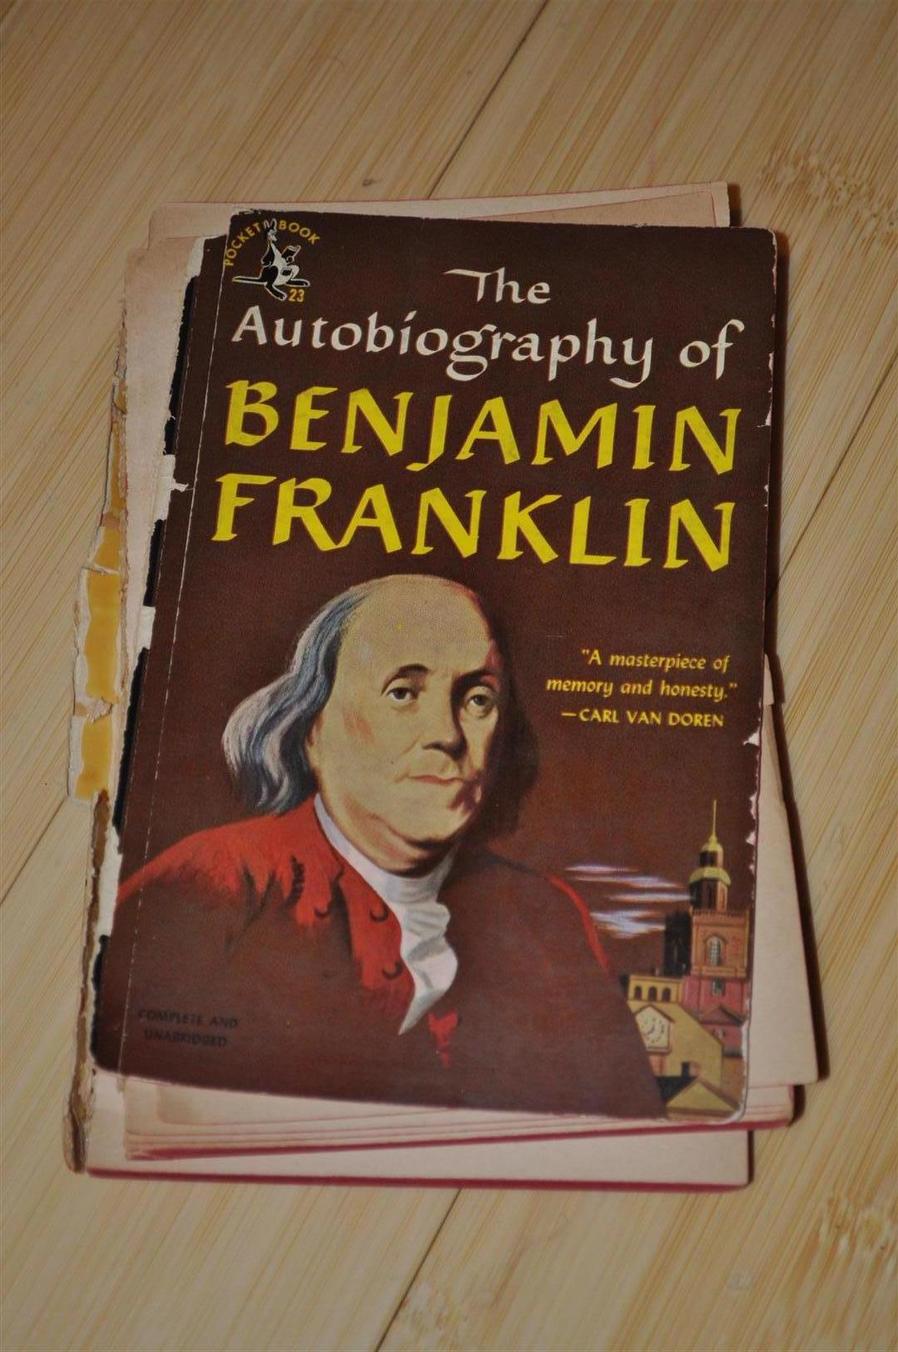 POCKET BOOK
23
The
Autobiography of
BENJAMIN
FRANKLIN
"A masterpiece of
memory and honesty."
—CARL VAN DOREN
COMPLETE AND
UNABRIDGED